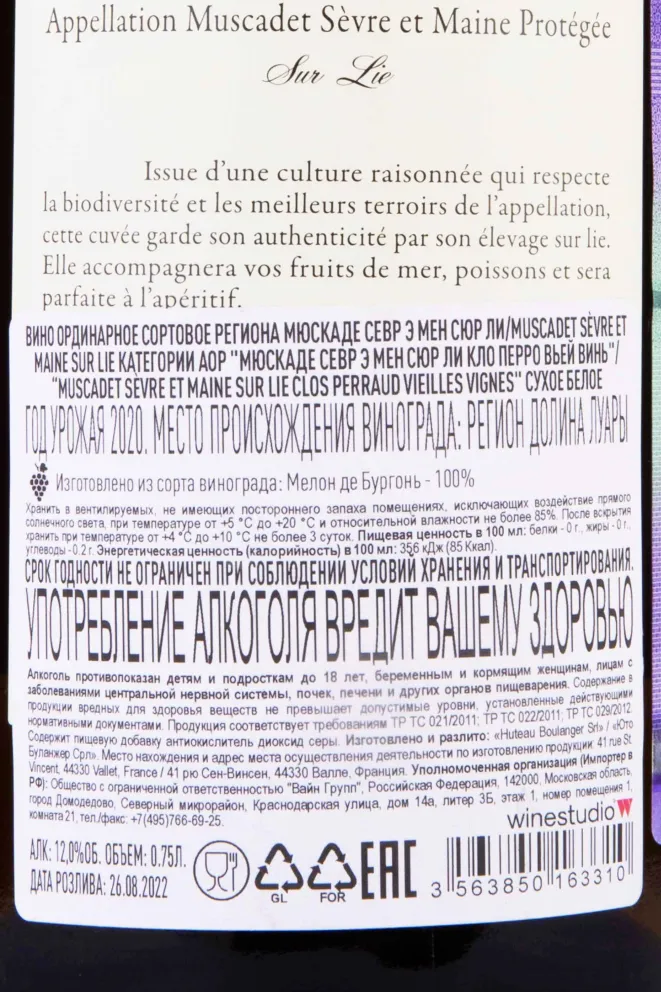 Appellation Muscadet Sèvre et Maine Protégée
Sur Lie
Issue d'une culture raisonnée qui respecte
la biodiversité et les meilleurs terroirs de l'appellation,
cette cuvée garde son authenticité par son élevage sur lie.
Elle accompagnera vos fruits de mer, poissons et sera
parfaite à l'apéritif.
ВИНО ОРДИНАРНОЕ СОРТОВОЕ РЕГИОНА МЮСКАДЕ СЕВР Э МЕН СЮР ЛИ/MUSCADET SÈVRE ET
MAINE SUR LIE КАТЕГОРИИ АОР "МЮСКАДЕ СЕВР Э МЕН СЮР ЛИ КЛО ПЕРРО ВЬЕЙ ВИНЬ"/
"MUSCADET SÈVRE ET MAINE SUR LIE CLOS PERRAUD VIEILLES VIGNES" СУХОЕ БЕЛОЕ
ГОД УРОЖАЯ 2020. МЕСТО ПРОИСХОЖДЕНИЯ ВИНОГРАДА: РЕГИОН ДОЛИНА ЛУАРЫ
Изготовлено из сорта винограда: Мелон де Бургонь - 100%
Хранить в вентилируемых, не имеющих постороннего запаха помещениях, исключающих воздействие прямого
солнечного света, при температуре от +5 °C до +20 °C и относительной влажности не более 85%. После вскрытия
хранить при температуре от +4 °C до +10 °C не более 3 суток. Пищевая ценность в 100 мл: белки - 0 г., жиры - 0 г.,
углеводы - 0.2 г. Энергетическая ценность (калорийность) в 100 мл: 356 кДж (85 Ккал).
СРОК ГОДНОСТИ НЕ ОГРАНИЧЕН ПРИ СОБЛЮДЕНИИ УСЛОВИЙ ХРАНЕНИЯ И ТРАНСПОРТИРОВАНИЯ.
УПОТРЕБЛЕНИЕ АЛКОГОЛЯ ВРЕДИТ ВАШЕМУ ЗДОРОВЬЮ
Алкоголь противопоказан детям и подросткам до 18 лет, беременным и кормящим женщинам, лицам с
заболеваниями центральной нервной системы, почек, печени и других органов пищеварения. Содержание в
продукции вредных для здоровья веществ не превышает допустимые уровни, установленные действующими
нормативными документами. Продукция соответствует требованиям ТР ТС 021/2011; ТР ТС 022/2011; ТР ТС 029/2012.
Содержит пищевую добавку антиокислитель диоксид серы. Изготовлено и разлито: «Huteau Boulanger Srl» / «Юто
Буланжер Срл». Место нахождения и адрес места осуществления деятельности по изготовлению продукции: 41 rue St
Vincent, 44330 Vallet, France / 41 рю Сен-Винсен, 44330 Валле, Франция. Уполномоченная организация (Импортер в
РФ): Общество с ограниченной ответственностью "Вайн Групп", Российская Федерация, 142000, Московская область,
город Домодедово, Северный микрорайон, Краснодарская улица, дом 14а, литер 3Б, этаж 1, номер помещения 1,
комната 21, тел./факс: +7(495)766-69-25.
winestudio
АЛК: 12,0%ОБ. ОБЪЕМ: 0.75Л.
ДАТА РОЗЛИВА: 26.08.2022
GL
FOR
EAC
3 563850 163310